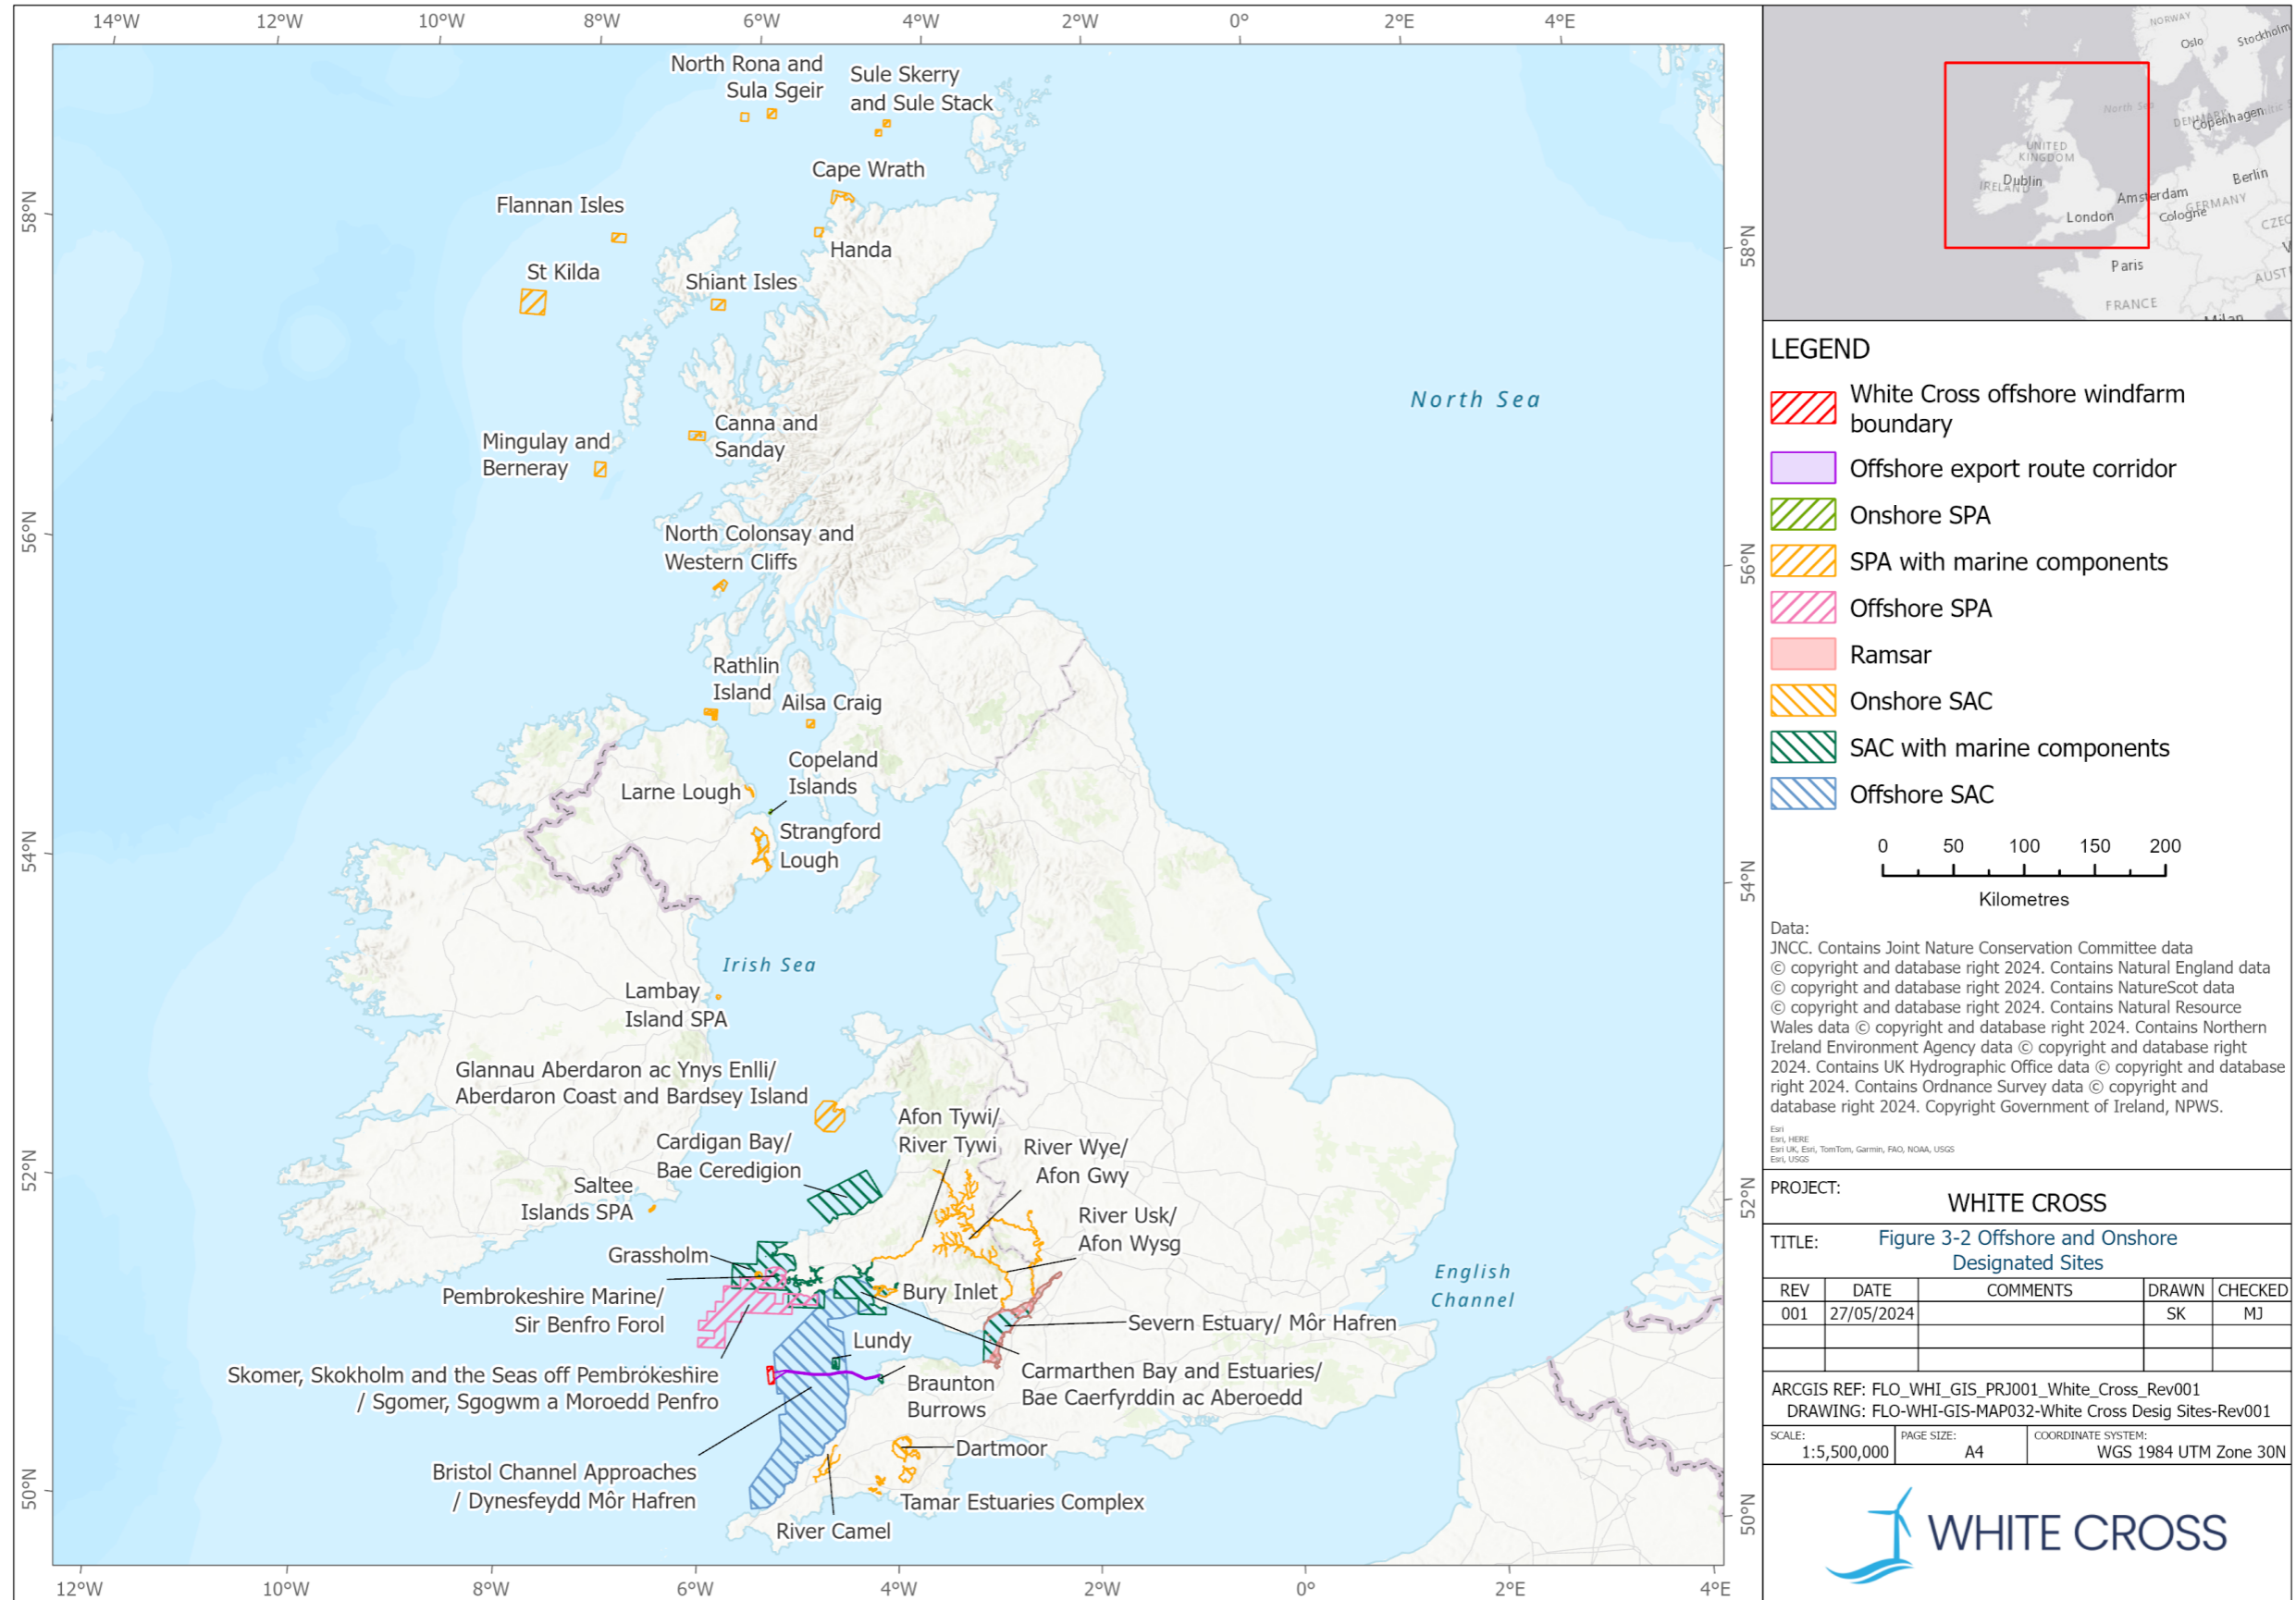 14°W 12°W 10°W 8°W 6°W 4°W 2°W 0° 2°E 4°E
58°N
56°N
54°N
52°N
50°N
North Rona and
Sula Sgeir
Sule Skerry
and Sule Stack
Cape Wrath
Flannan Isles
Handa
St Kilda
Shiant Isles
North Sea
Canna and
Sanday
Mingulay and
Berneray
North Colonsay and
Western Cliffs
Rathlin
Island
Ailsa Craig
Copeland
Islands
Larne Lough
Strangford
Lough
Irish Sea
Lambay
Island SPA
Glannau Aberdaron ac Ynys Enlli/
Aberdaron Coast and Bardsey Island
Afon Tywi/
River Tywi
Cardigan Bay/
Bae Ceredigion
River Wye/
Afon Gwy
Saltee
Islands SPA
River Usk/
Afon Wysg
Grassholm
English
Channel
Bury Inlet
Pembrokeshire Marine/
Sir Benfro Forol
Severn Estuary/ Môr Hafren
Lundy
Skomer, Skokholm and the Seas off Pembrokeshire
/ Sgomer, Sgogwm a Moroedd Penfro
Carmarthen Bay and Estuaries/
Bae Caerfyrddin ac Aberoedd
Braunton
Burrows
Dartmoor
Bristol Channel Approaches
/ Dynesfeydd Môr Hafren
Tamar Estuaries Complex
River Camel
58°N
56°N
54°N
52°N
50°N
12°W 10°W 8°W 6°W 4°W 2°W 0° 2°E 4°E
NORWAY
Oslo
Stockholm
North Sea
DENMARK
Copenhagen
UNITED
KINGDOM
IRELAND
Dublin
Amsterdam
Berlin
GERMANY
London
Cologne
Paris
FRANCE
LEGEND
White Cross offshore windfarm
boundary
Offshore export route corridor
Onshore SPA
SPA with marine components
Offshore SPA
Ramsar
Onshore SAC
SAC with marine components
Offshore SAC
0 50 100 150 200
Kilometres
Data:
JNCC. Contains Joint Nature Conservation Committee data
© copyright and database right 2024. Contains Natural England data
© copyright and database right 2024. Contains NatureScot data
© copyright and database right 2024. Contains Natural Resource
Wales data © copyright and database right 2024. Contains Northern
Ireland Environment Agency data © copyright and database right
2024. Contains UK Hydrographic Office data © copyright and database
right 2024. Contains Ordnance Survey data © copyright and
database right 2024. Copyright Government of Ireland, NPWS.
Esri
Esri, HERE
Esri UK, Esri, TomTom, Garmin, FAO, NOAA, USGS
Esri, USGS
PROJECT:
WHITE CROSS
TITLE:
Figure 3-2 Offshore and Onshore
Designated Sites
REV DATE COMMENTS DRAWN CHECKED
001 27/05/2024 SK MJ
ARCGIS REF: FLO_WHI_GIS_PRJ001_White_Cross_Rev001
DRAWING: FLO-WHI-GIS-MAP032-White Cross Desig Sites-Rev001
SCALE: PAGE SIZE: COORDINATE SYSTEM:
1:5,500,000 A4 WGS 1984 UTM Zone 30N
WHITE CROSS